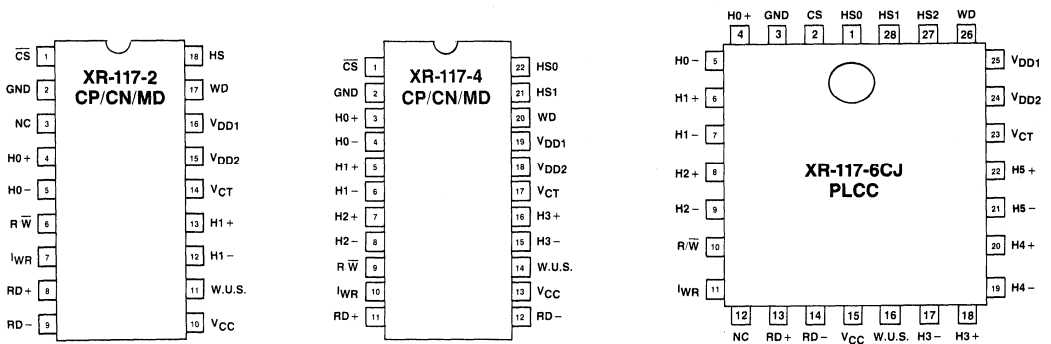 XR-117-2
CP/CN/MD
C̅S̅ 1
GND 2
NC 3
H0+ 4
H0− 5
R W̅ 6
IWR 7
RD+ 8
RD− 9
18 HS
17 WD
16 VDD1
15 VDD2
14 VCT
13 H1+
12 H1−
11 W.U.S.
10 VCC
XR-117-4
CP/CN/MD
C̅S̅ 1
GND 2
H0+ 3
H0− 4
H1+ 5
H1− 6
H2+ 7
H2− 8
R W̅ 9
IWR 10
RD+ 11
22 HS0
21 HS1
20 WD
19 VDD1
18 VDD2
17 VCT
16 H3+
15 H3−
14 W.U.S.
13 VCC
12 RD−
H0+ GND CS HS0 HS1 HS2 WD
4 3 2 1 28 27 26
H0− 5
H1+ 6
H1− 7
H2+ 8
H2− 9
R/W̅ 10
IWR 11
XR-117-6CJ
PLCC
25 VDD1
24 VDD2
23 VCT
22 H5+
21 H5−
20 H4+
19 H4−
12 13 14 15 16 17 18
NC RD+ RD− VCC W.U.S. H3− H3+